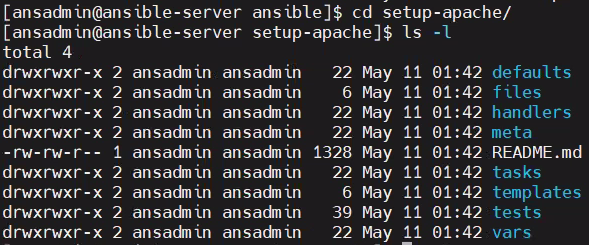 [ansadmin@ansible-server ansible]$ cd setup-apache/
[ansadmin@ansible-server setup-apache]$ ls -l
total 4
drwxrwxr-x 2 ansadmin ansadmin   22 May 11 01:42 defaults
drwxrwxr-x 2 ansadmin ansadmin    6 May 11 01:42 files
drwxrwxr-x 2 ansadmin ansadmin   22 May 11 01:42 handlers
drwxrwxr-x 2 ansadmin ansadmin   22 May 11 01:42 meta
-rw-rw-r-- 1 ansadmin ansadmin 1328 May 11 01:42 README.md
drwxrwxr-x 2 ansadmin ansadmin   22 May 11 01:42 tasks
drwxrwxr-x 2 ansadmin ansadmin    6 May 11 01:42 templates
drwxrwxr-x 2 ansadmin ansadmin   39 May 11 01:42 tests
drwxrwxr-x 2 ansadmin ansadmin   22 May 11 01:42 vars